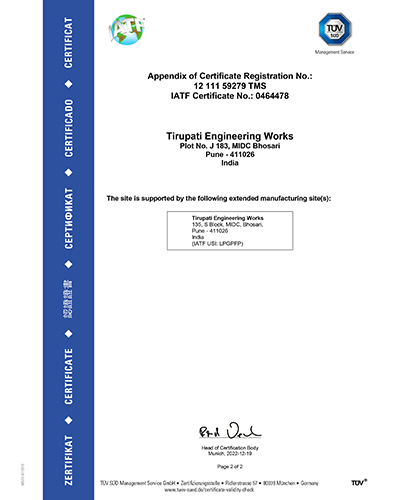 TÜV
SÜD
Management Service
Appendix of Certificate Registration No.:
12 111 59279 TMS
IATF Certificate No.: 0464478
Tirupati Engineering Works
Plot No. J 183, MIDC Bhosari
Pune - 411026
India
The site is supported by the following extended manufacturing site(s):
Tirupati Engineering Works
135, S Block, MIDC, Bhosari,
Pune - 411026
India
(IATF USI: LPGPFP)
Head of Certification Body
Munich, 2022-12-19
Page 2 of 2
TÜV SÜD Management Service GmbH • Zertifizierungsstelle • Ridlerstrasse 57 • 80339 München • Germany
www.tuev-sued.de/certificate-validity-check
TÜV®
ZERTIFIKAT ◆ CERTIFICATE ◆ 認證證書 ◆ СЕРТИФИКАТ ◆ CERTIFICADO ◆ CERTIFICAT